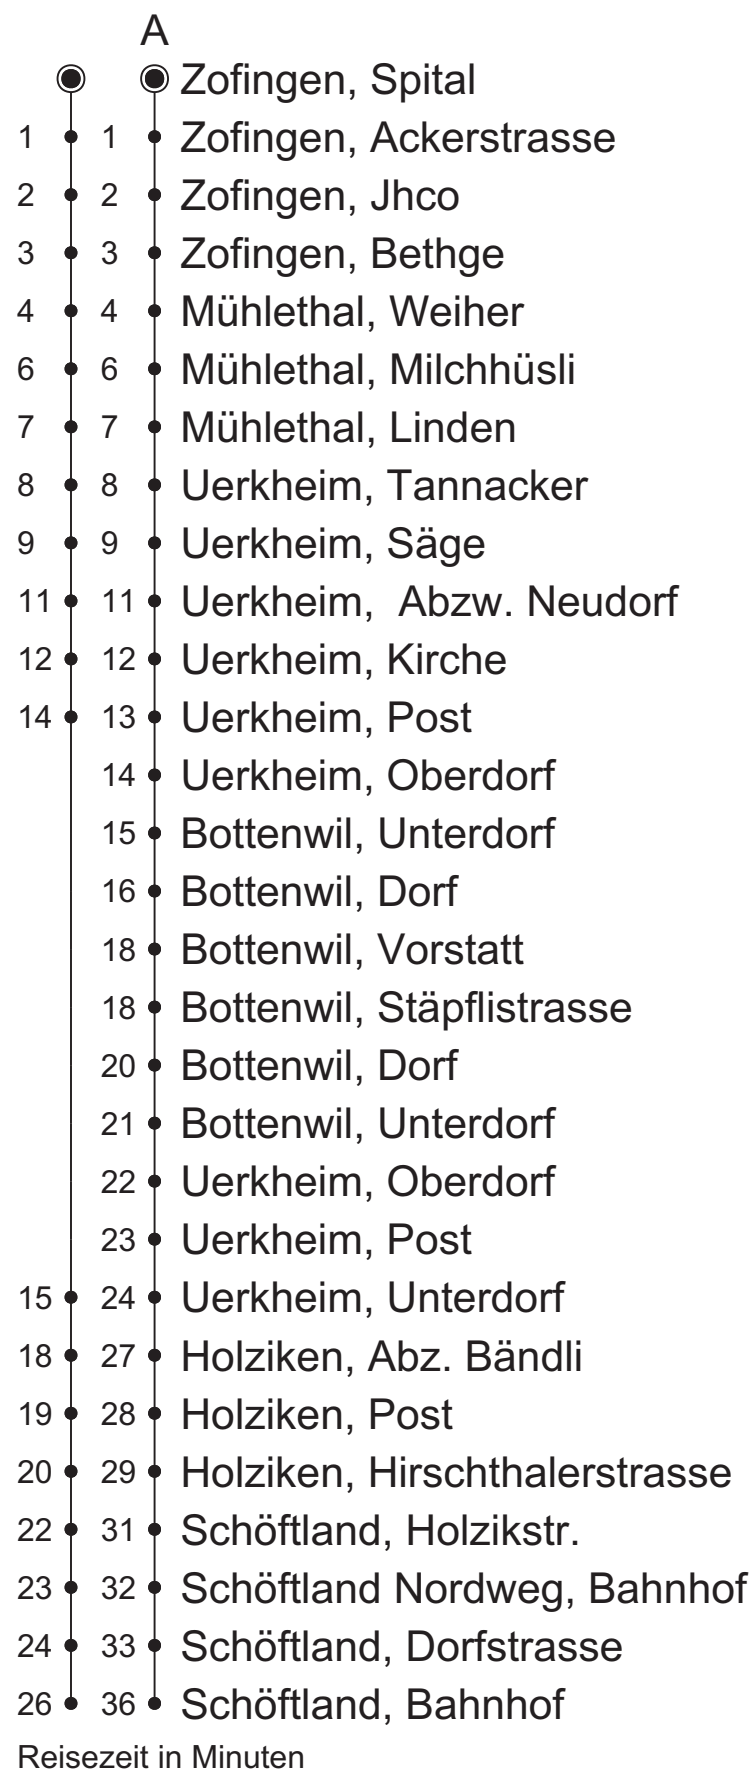 A
Zofingen, Spital
1 1 Zofingen, Ackerstrasse
2 2 Zofingen, Jhco
3 3 Zofingen, Bethge
4 4 Mühlethal, Weiher
6 6 Mühlethal, Milchhüsli
7 7 Mühlethal, Linden
8 8 Uerkheim, Tannacker
9 9 Uerkheim, Säge
11 11 Uerkheim, Abzw. Neudorf
12 12 Uerkheim, Kirche
14 13 Uerkheim, Post
14 Uerkheim, Oberdorf
15 Bottenwil, Unterdorf
16 Bottenwil, Dorf
18 Bottenwil, Vorstatt
18 Bottenwil, Stäpflistrasse
20 Bottenwil, Dorf
21 Bottenwil, Unterdorf
22 Uerkheim, Oberdorf
23 Uerkheim, Post
15 24 Uerkheim, Unterdorf
18 27 Holziken, Abz. Bändli
19 28 Holziken, Post
20 29 Holziken, Hirschthalerstrasse
22 31 Schöftland, Holzikstr.
23 32 Schöftland Nordweg, Bahnhof
24 33 Schöftland, Dorfstrasse
26 36 Schöftland, Bahnhof
Reisezeit in Minuten